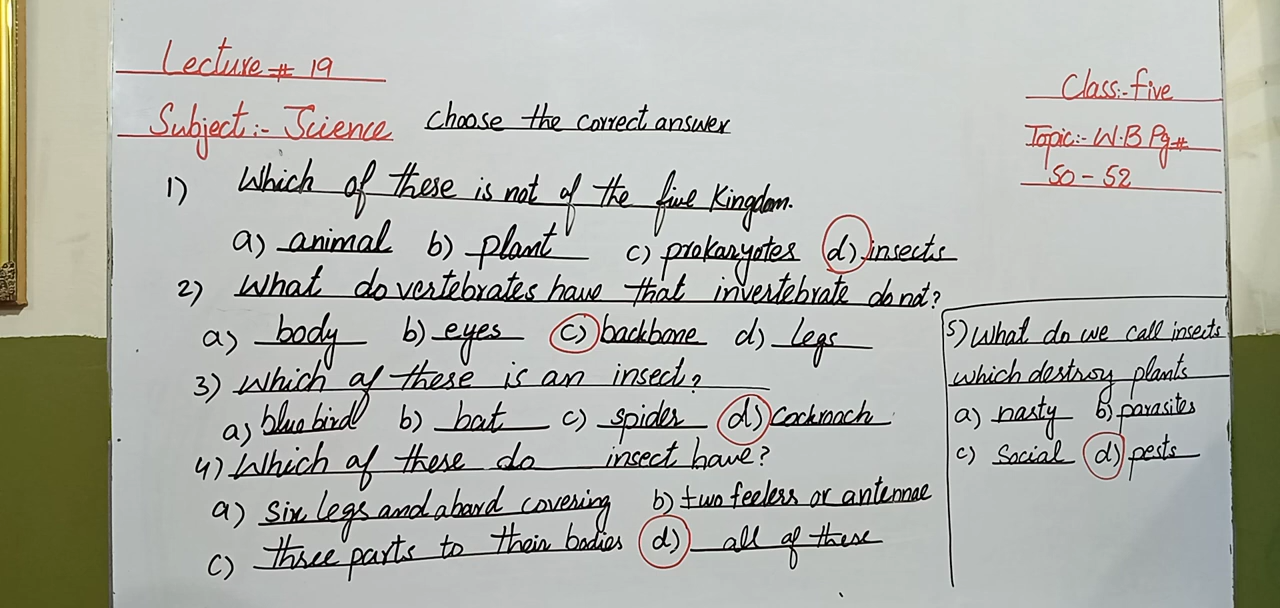 Lecture # 19
Class:- five
Subject:- Science
Choose the correct answer
Topic:- W.B Pg#
50 - 52
1) Which of these is not of the five Kingdom.
a) animal b) plant c) prokaryotes d) insects
2) What do vertebrates have that invertebrate do not?
a) body b) eyes c) backbone d) legs
3) Which of these is an insect?
a) blue bird b) bat c) spider d) Cockroach
4) Which of these do insect have?
a) six legs and a hard covering b) two feelers or antennae
c) three parts to their bodies d) all of these
5) What do we call insects
which destroy plants
a) nasty b) parasites
c) social d) pests